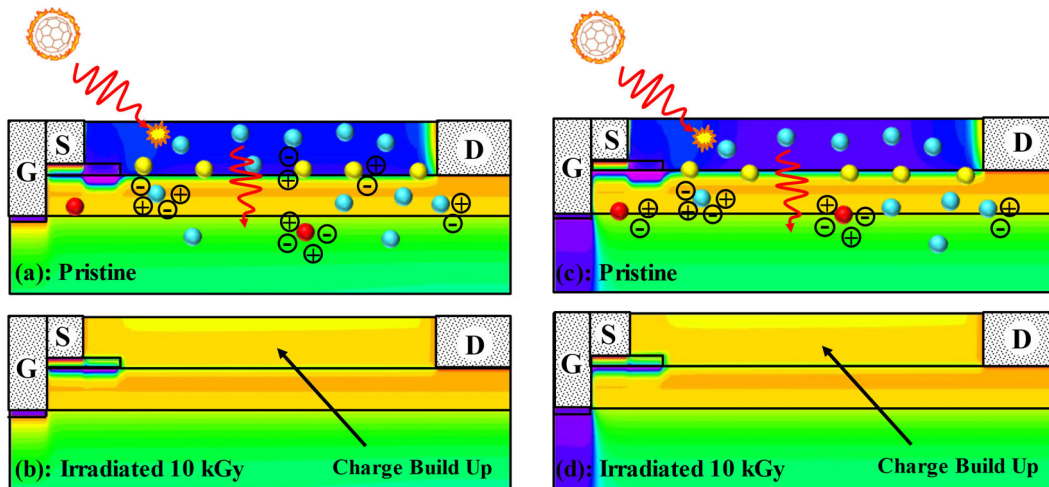 S
G
D
(a): Pristine
S
G
D
(b): Irradiated 10 kGy
Charge Build Up
S
G
D
(c): Pristine
S
G
D
(d): Irradiated 10 kGy
Charge Build Up